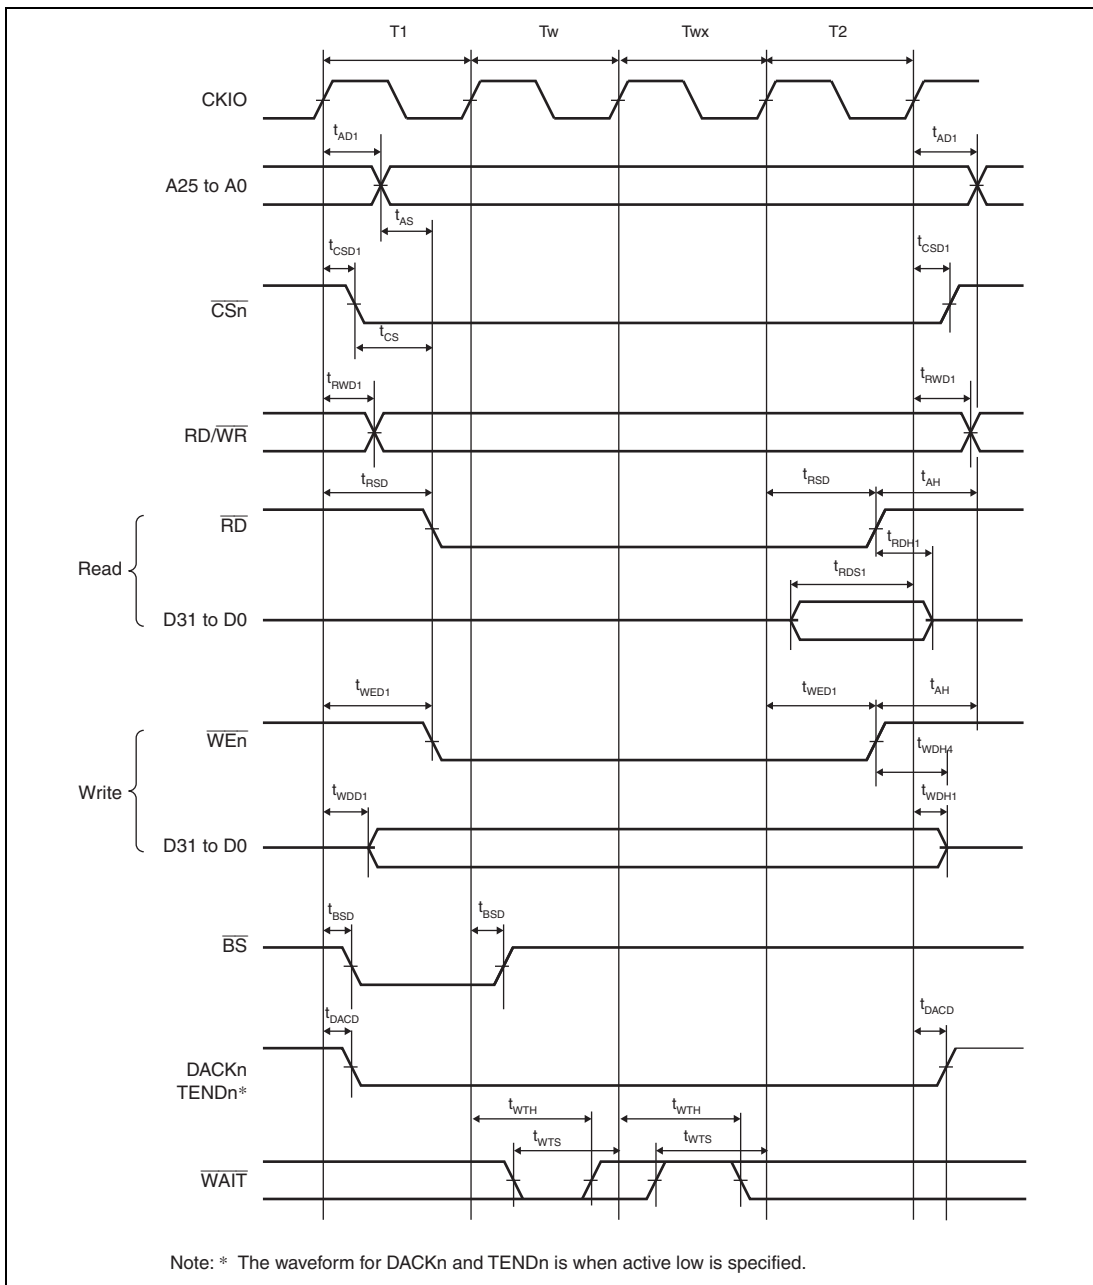 T1 Tw Twx T2
CKIO
tAD1 tAD1
A25 to A0
tAS
tCSD1 tCSD1
CSn
tCS
tRWD1 tRWD1
RD/WR
tRSD tRSD tAH
RD
tRDH1
Read
tRDS1
D31 to D0
tWED1 tWED1 tAH
WEn
tWDH4
Write
tWDD1 tWDH1
D31 to D0
tBSD tBSD
BS
tDACD tDACD
DACKn
TENDn*
tWTH tWTH
tWTS tWTS
WAIT
Note: * The waveform for DACKn and TENDn is when active low is specified.